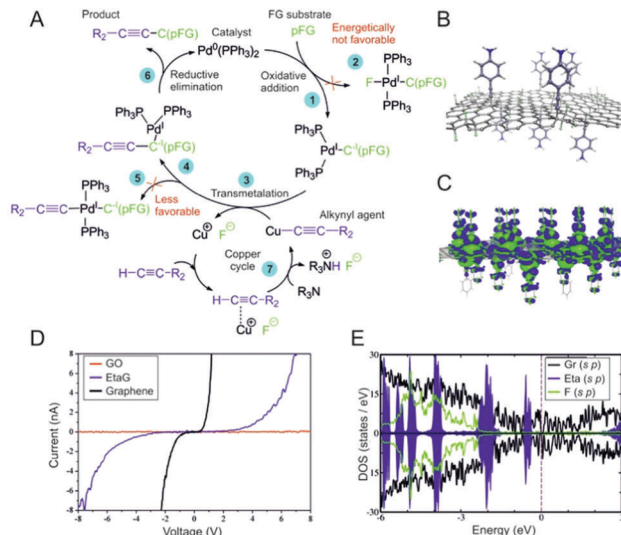 A
Product
Catalyst
FG substrate
R₂—C≡C—C(pFG)
Pd⁰(PPh₃)₂
pFG
Energetically
not favorable
2
PPh₃
F—Pdᴵ—C(pFG)
PPh₃
6
Reductive
elimination
Oxidative
addition
1
PPh₃
Ph₃P
Pdᴵ
R₂—C≡C—C⁻ᴵ(pFG)
Ph₃P
Pdᴵ—C⁻ᴵ(pFG)
Ph₃P
4
5
3
Transmetalation
PPh₃
R₂—C≡C—Pdᴵ—C⁻ᴵ(pFG)
PPh₃
Less
favorable
Alkynyl agent
Cu⊕ F⊖
Cu—C≡C—R₂
Copper
cycle
7
H—C≡C—R₂
R₃N⊕H F⊖
R₃N
H—C≡C—R₂
Cu⊕ F⊖
B
C
D
GO
EtaG
Graphene
Current (nA)
8
6
4
2
0
-2
-4
-6
-8
-8 -6 -4 -2 0 2 4 6 8
Voltage (V)
E
Gr (s p)
Eta (s p)
F (s p)
DOS (states / eV)
30
15
0
15
30
-6 -3 0 3
Energy (eV)